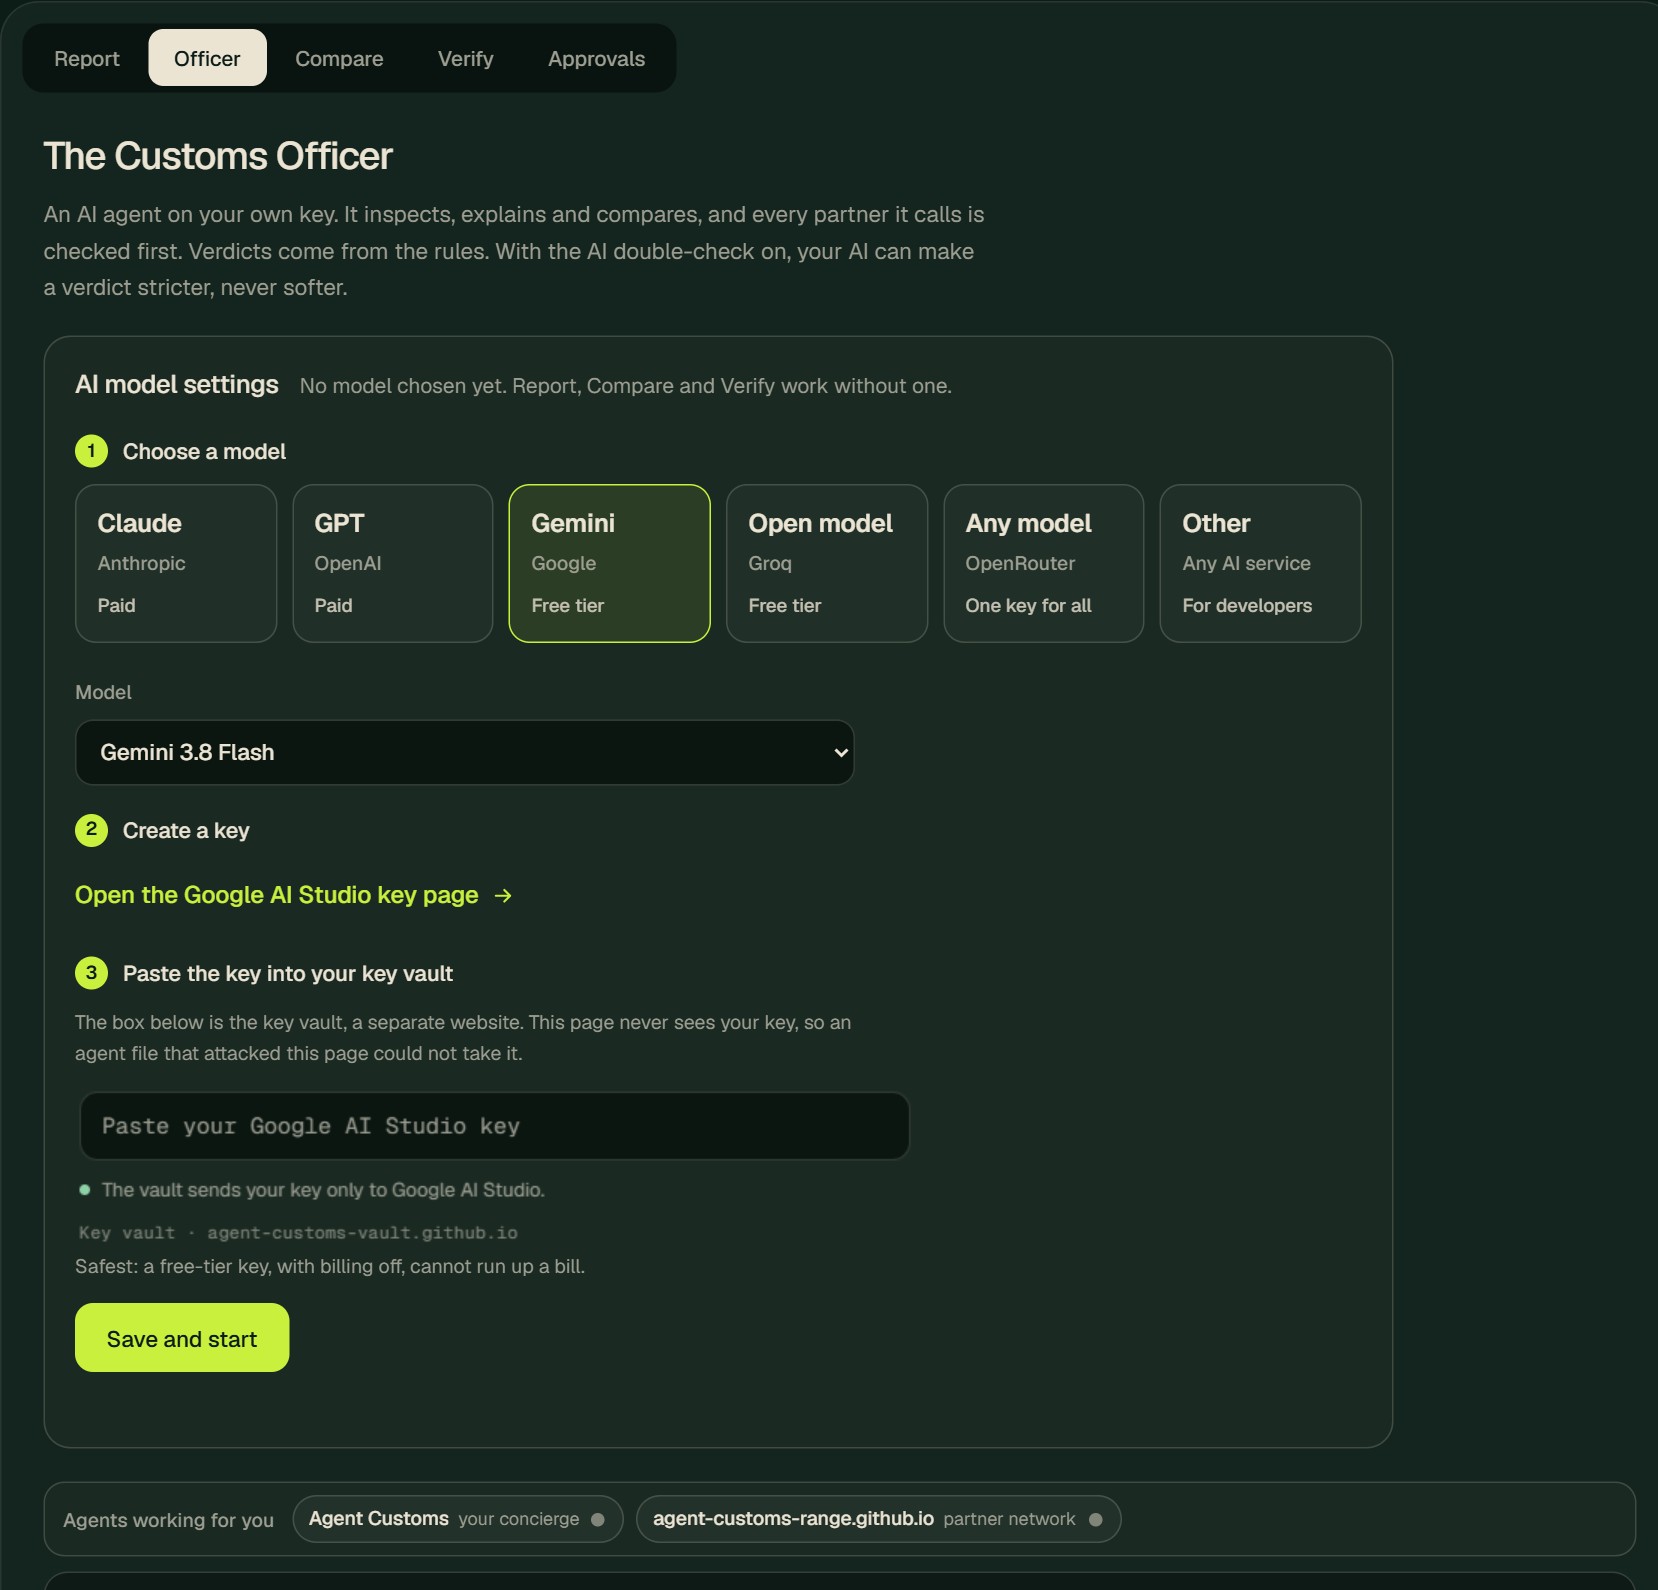 Report Officer Compare Verify Approvals
The Customs Officer
An AI agent on your own key. It inspects, explains and compares, and every partner it calls is
checked first. Verdicts come from the rules. With the AI double-check on, your AI can make
a verdict stricter, never softer.
AI model settings No model chosen yet. Report, Compare and Verify work without one.
1 Choose a model
Claude
Anthropic
Paid
GPT
OpenAI
Paid
Gemini
Google
Free tier
Open model
Groq
Free tier
Any model
OpenRouter
One key for all
Other
Any AI service
For developers
Model
Gemini 3.8 Flash
2 Create a key
Open the Google AI Studio key page →
3 Paste the key into your key vault
The box below is the key vault, a separate website. This page never sees your key, so an
agent file that attacked this page could not take it.
Paste your Google AI Studio key
The vault sends your key only to Google AI Studio.
Key vault · agent-customs-vault.github.io
Safest: a free-tier key, with billing off, cannot run up a bill.
Save and start
Agents working for you Agent Customs your concierge agent-customs-range.github.io partner network